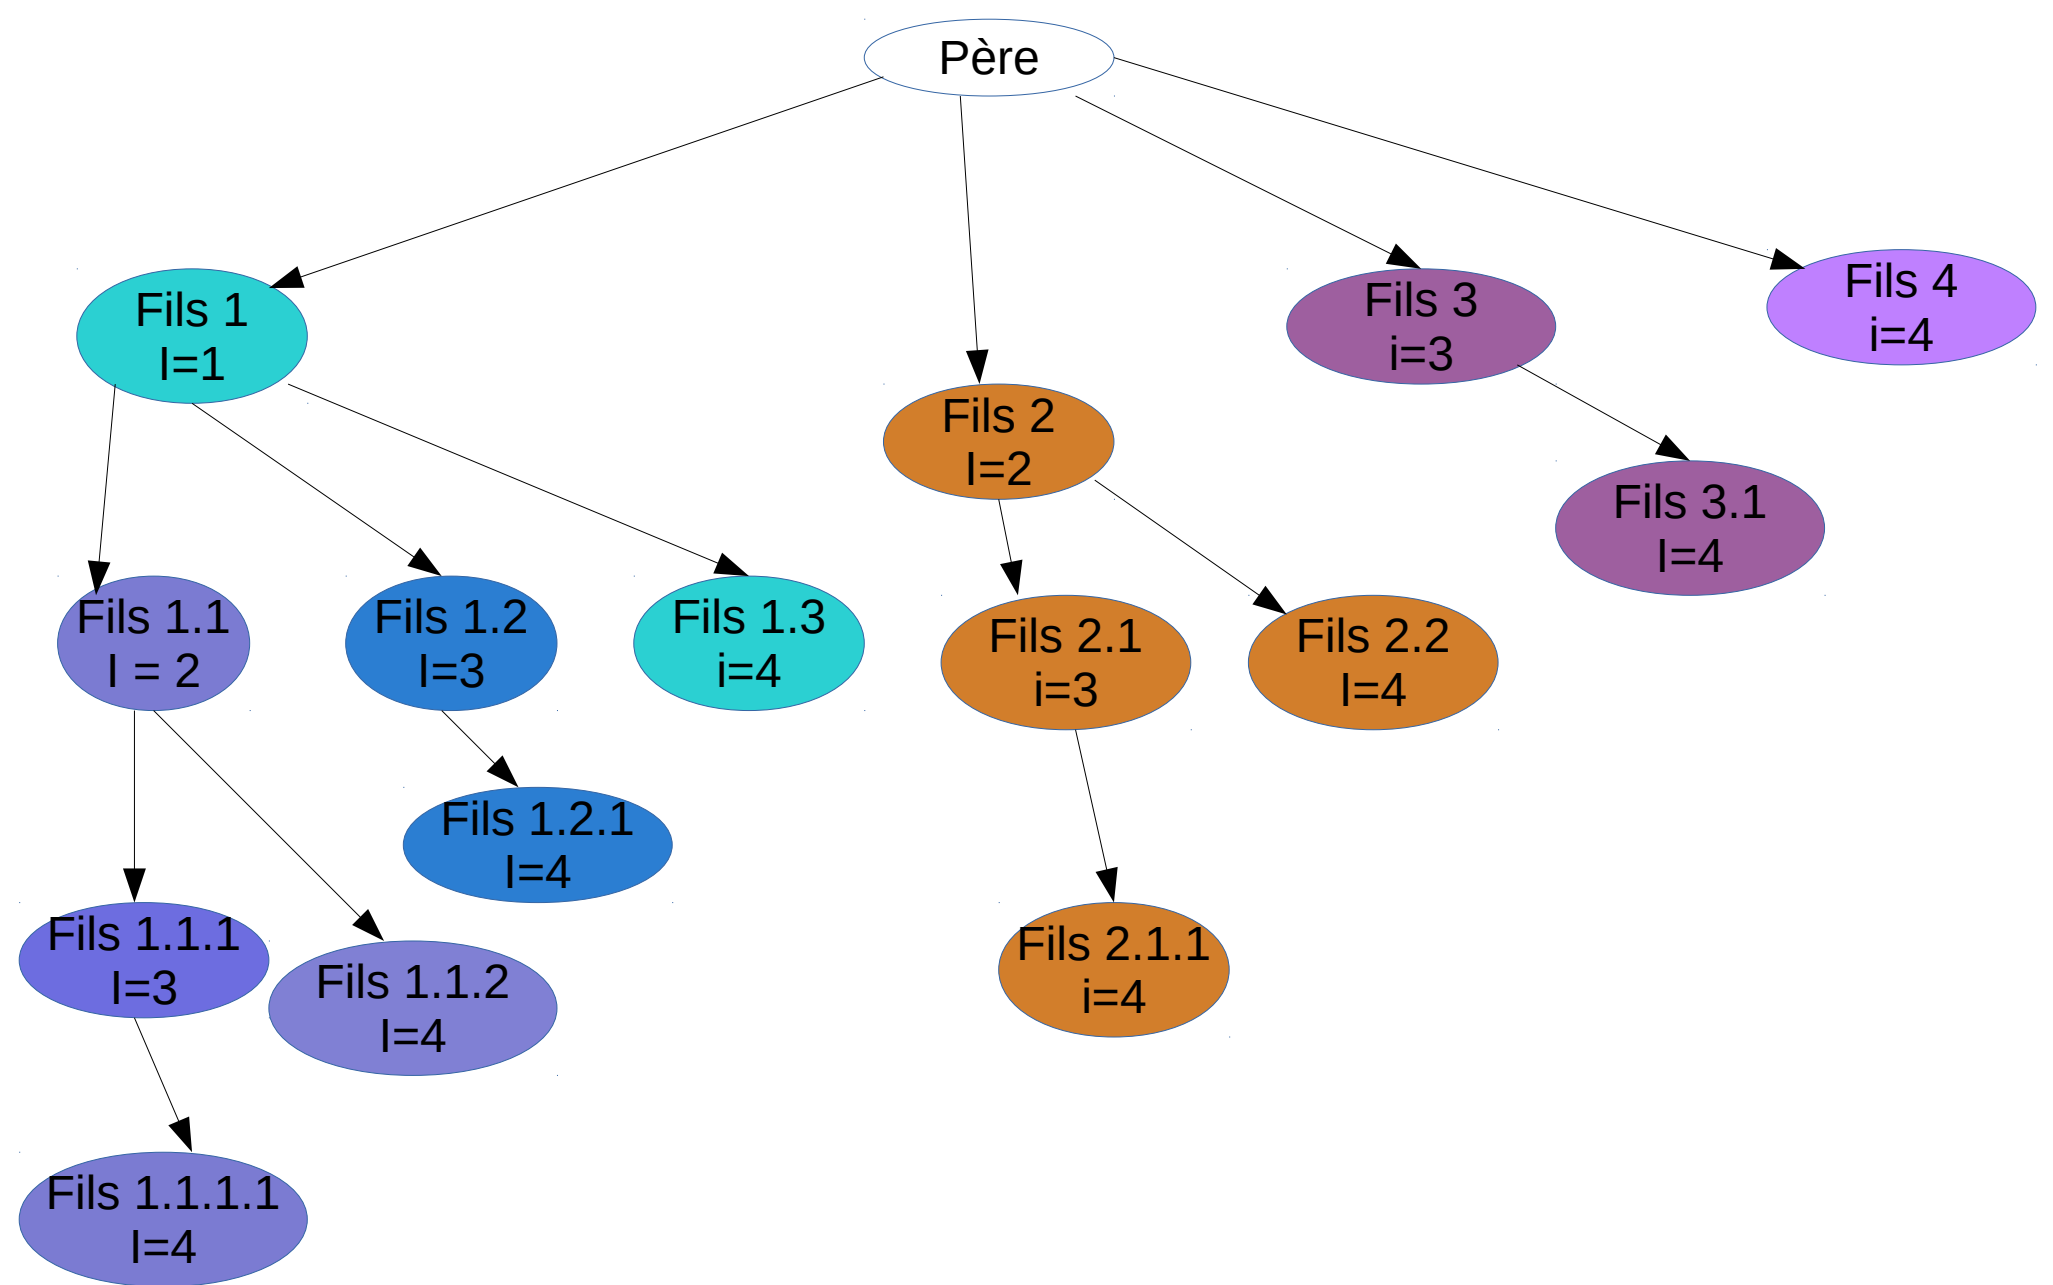 Père
Fils 1
I=1
Fils 2
I=2
Fils 3
i=3
Fils 4
i=4
Fils 1.1
I = 2
Fils 1.2
I=3
Fils 1.3
i=4
Fils 2.1
i=3
Fils 2.2
I=4
Fils 3.1
I=4
Fils 1.1.1
I=3
Fils 1.1.2
I=4
Fils 1.2.1
I=4
Fils 2.1.1
i=4
Fils 1.1.1.1
I=4